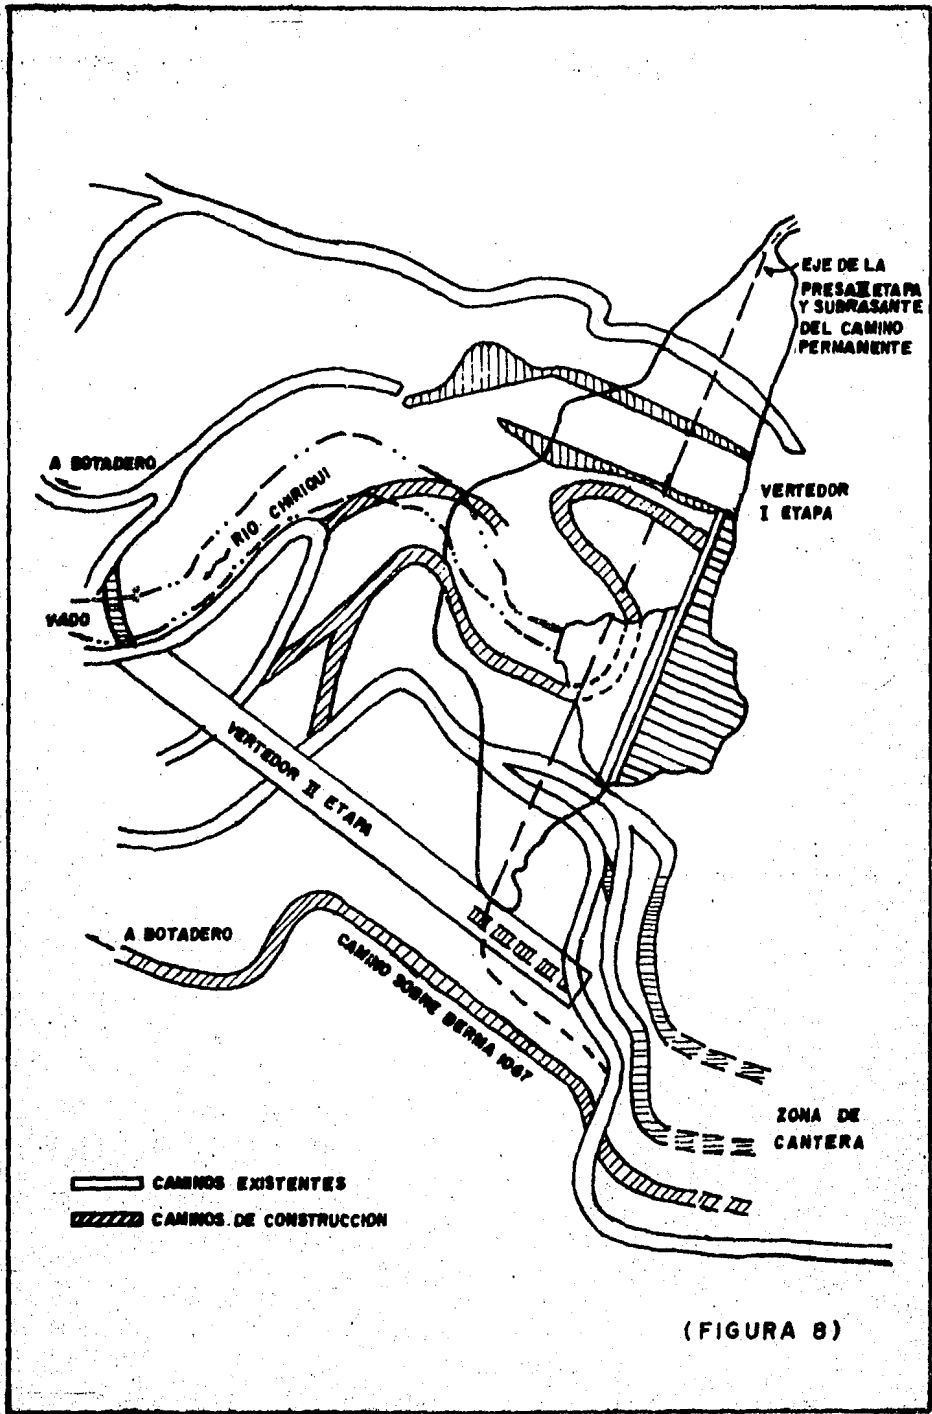 EJE DE LA
PRESA II ETAPA
Y SUBRASANTE
DEL CAMINO
PERMANENTE
A BOTADERO
RIO CHIRIQUI
VERTEDOR
I ETAPA
VADO
VERTEDOR II ETAPA
A BOTADERO
CAMINO SOBRE BERMA 1067
ZONA DE
CANTERA
CAMINOS EXISTENTES
CAMINOS DE CONSTRUCCION
(FIGURA 8)